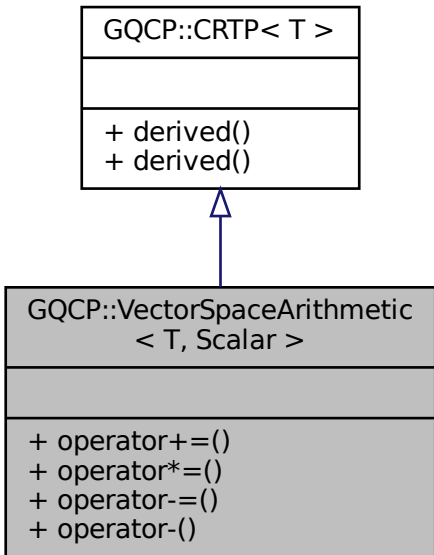 GQCP::CRTP< T >
+ derived()
+ derived()
GQCP::VectorSpaceArithmetic
< T, Scalar >
+ operator+=()
+ operator*=()
+ operator-=()
+ operator-()